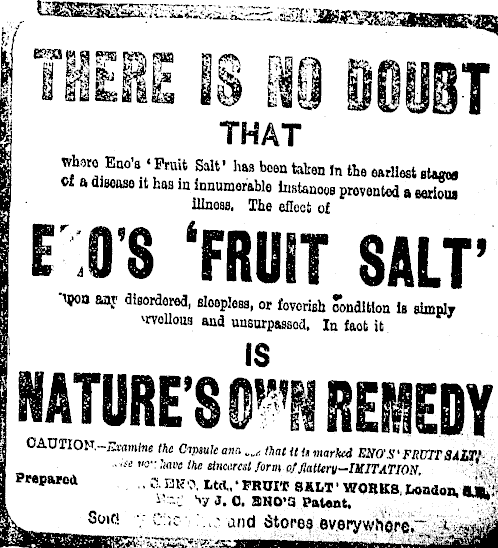 THERE IS NO DOUBT
THAT
where Eno's 'Fruit Salt' has been taken in the earliest stages
of a disease it has in innumerable instances prevented a serious
illness. The effect of
ENO'S 'FRUIT SALT'
upon any disordered, sleepless, or feverish condition is simply
and unsurpassed. In fact it
IS
NATURE'S OWN REMEDY
CAUTION.—Examine the Capsule and that it is marked ENO'S 'FRUIT SALT,'
have the sincerest form of flattery—IMITATION.
Prepared ENO, Ltd., 'FRUIT SALT' WORKS, London, S.E.,
by J. C. ENO'S Patent.
Sold and Stores everywhere.